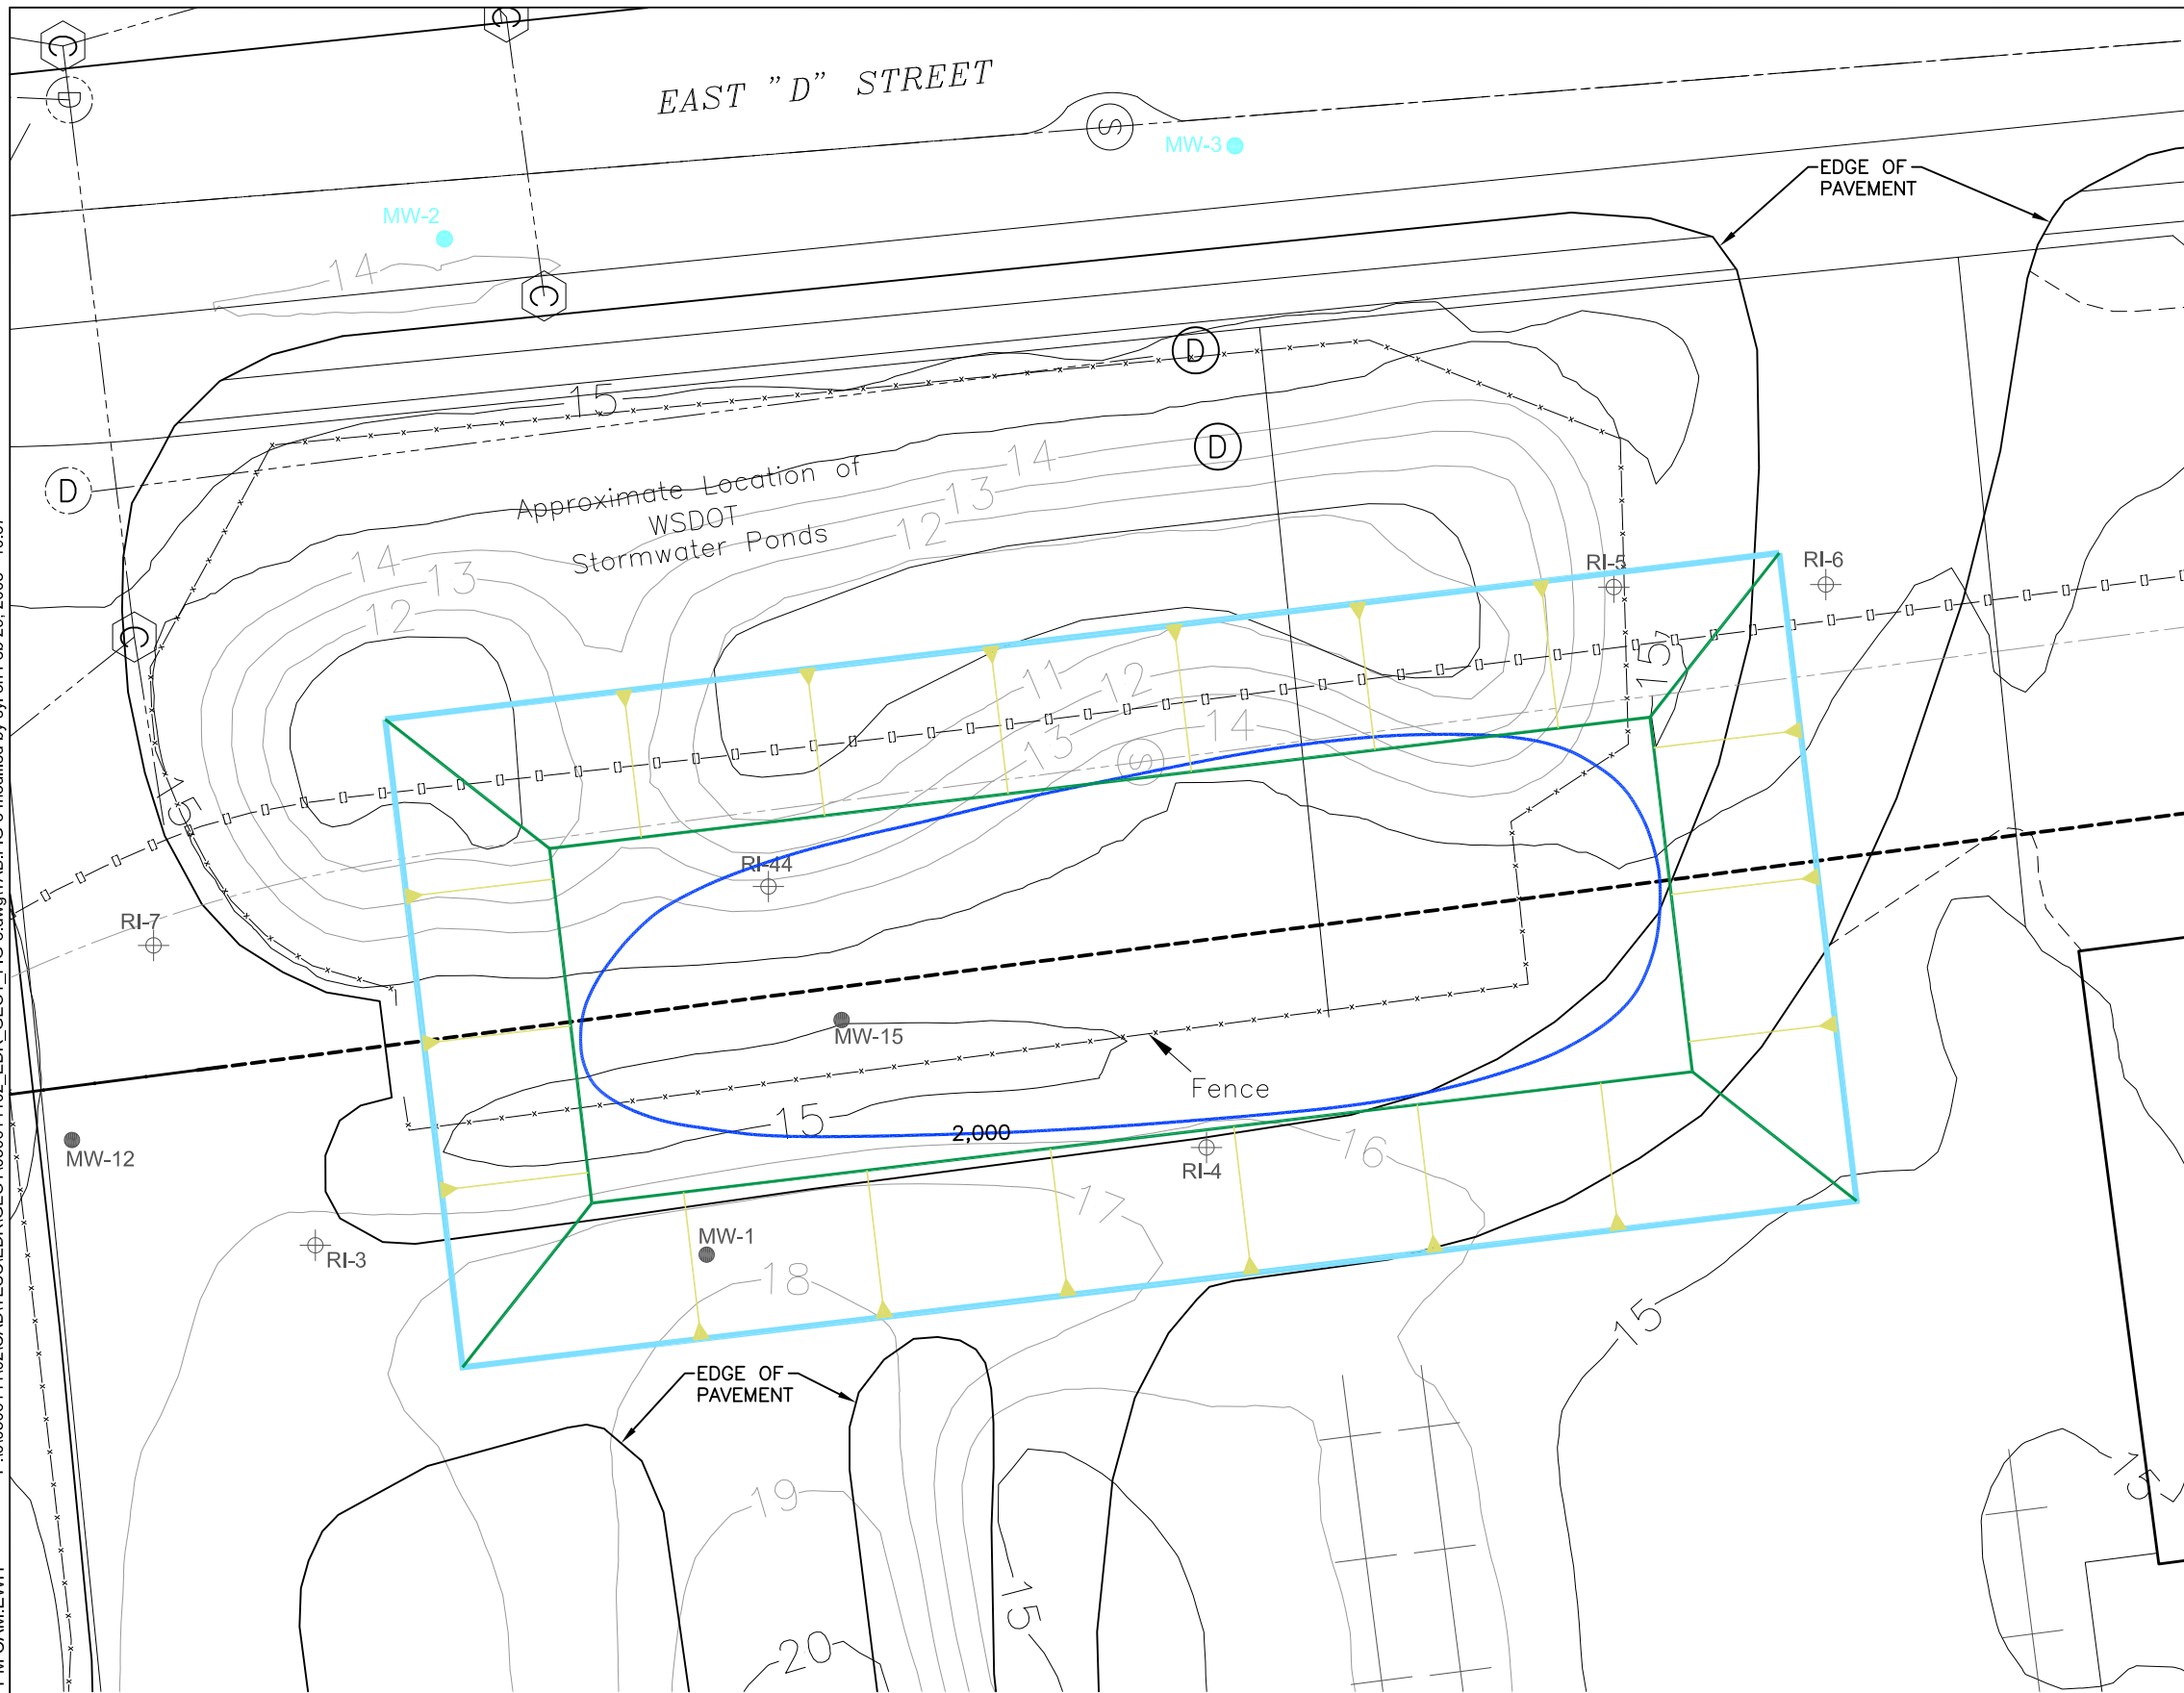 C
C
D
EAST "D" STREET
S
MW-3
EDGE OF
PAVEMENT
MW-2
14
C
D
15
D
D
14
Approximate Location of
WSDOT
Stormwater Ponds
13
12
14
13
12
C
RI-5
RI-6
15
11
12
13
14
S
15
RI-44
RI-7
MW-15
Fence
15
2,000
16
RI-4
MW-12
17
MW-1
RI-3
18
EDGE OF
PAVEMENT
15
19
15
15
20